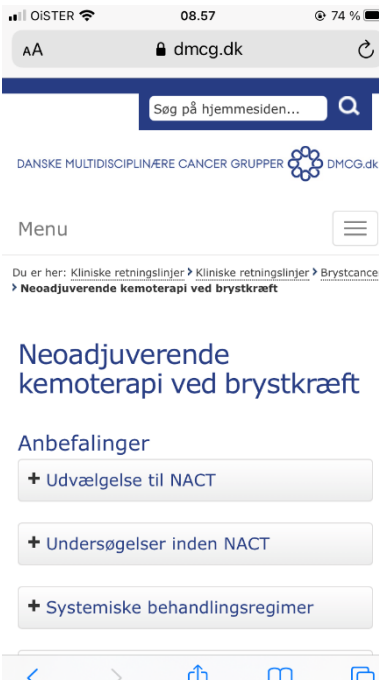 OiSTER 08.57 74 %
AA dmcg.dk
Søg på hjemmesiden...
DANSKE MULTIDISCIPLINÆRE CANCER GRUPPER DMCG.dk
Menu
Du er her: Kliniske retningslinjer › Kliniske retningslinjer › Brystcance
› Neoadjuverende kemoterapi ved brystkræft
Neoadjuverende
kemoterapi ved brystkræft
Anbefalinger
+ Udvælgelse til NACT
+ Undersøgelser inden NACT
+ Systemiske behandlingsregimer